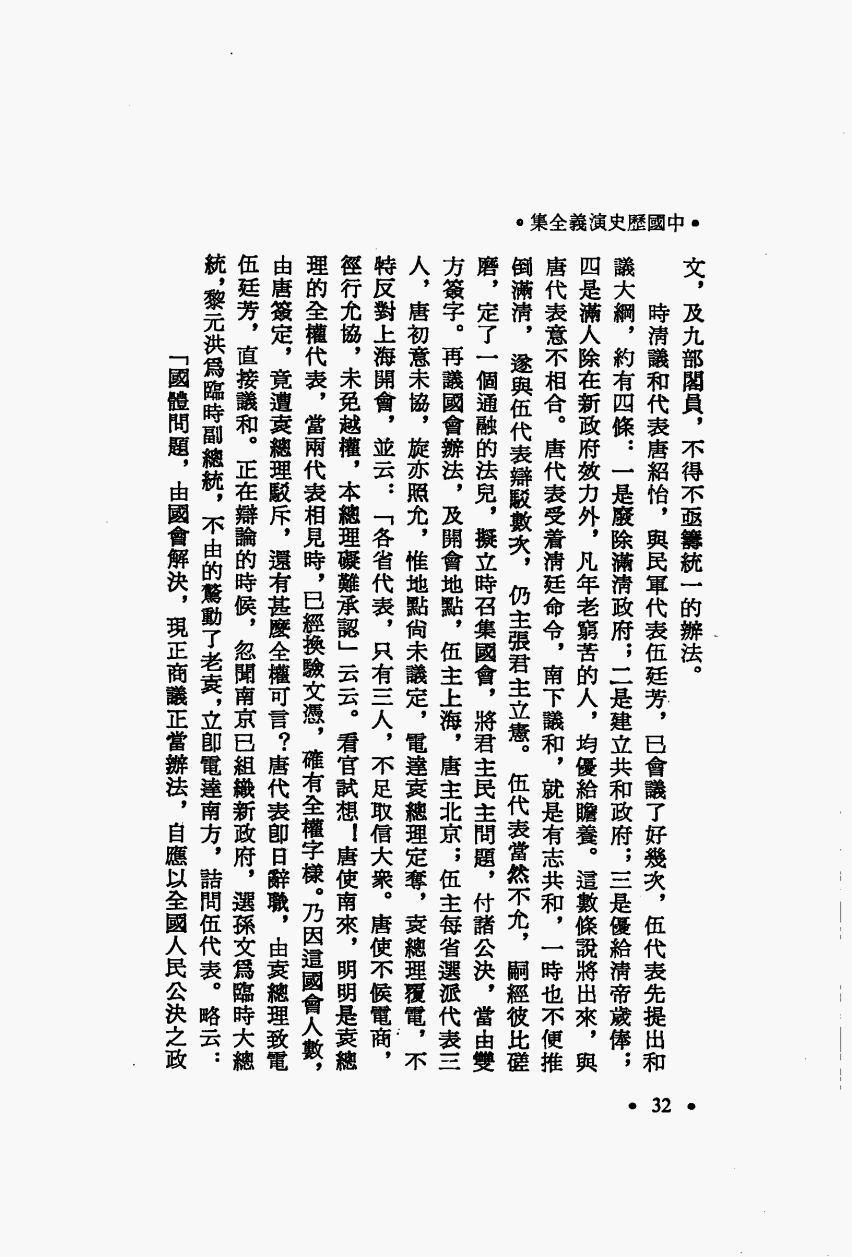 •中國歷史演義全集•
文，及九部閣員，不得不亟籌統一的辦法。
時淸議和代表唐紹怡，與民軍代表伍廷芳，已會議了好幾次，伍代表先提出和
議大綱，約有四條：一是廢除滿淸政府；二是建立共和政府；三是優給淸帝歲俸；
四是滿人除在新政府效力外，凡年老窮苦的人，均優給贍養。這數條說將出來，與
唐代表意不相合。唐代表受着淸廷命令，南下議和，就是有志共和，一時也不便推
倒滿淸，遂與伍代表辯駁數次，仍主張君主立憲。伍代表當然不允，嗣經彼比磋
磨，定了一個通融的法兒，擬立時召集國會，將君主民主問題，付諸公決，當由雙
方簽字。再議國會辦法，及開會地點，伍主上海，唐主北京；伍主每省選派代表三
人，唐初意未協，旋亦照允，惟地點尙未議定，電達袁總理定奪，袁總理覆電，不
特反對上海開會，並云：「各省代表，只有三人，不足取信大衆。唐使不候電商，
徑行允協，未免越權，本總理礙難承認」云云。看官試想！唐使南來，明明是袁總
理的全權代表，當兩代表相見時，已經換驗文憑，確有全權字樣。乃因這國會人數，
由唐簽定，竟遭袁總理駁斥，還有甚麼全權可言？唐代表卽日辭職，由袁總理致電
伍廷芳，直接議和。正在辯論的時候，忽聞南京已組織新政府，選孫文爲臨時大總
統，黎元洪爲臨時副總統，不由的驚動了老袁，立卽電達南方，詰問伍代表。略云：
「國體問題，由國會解決，現正商議正當辦法，自應以全國人民公決之政
• 32 •